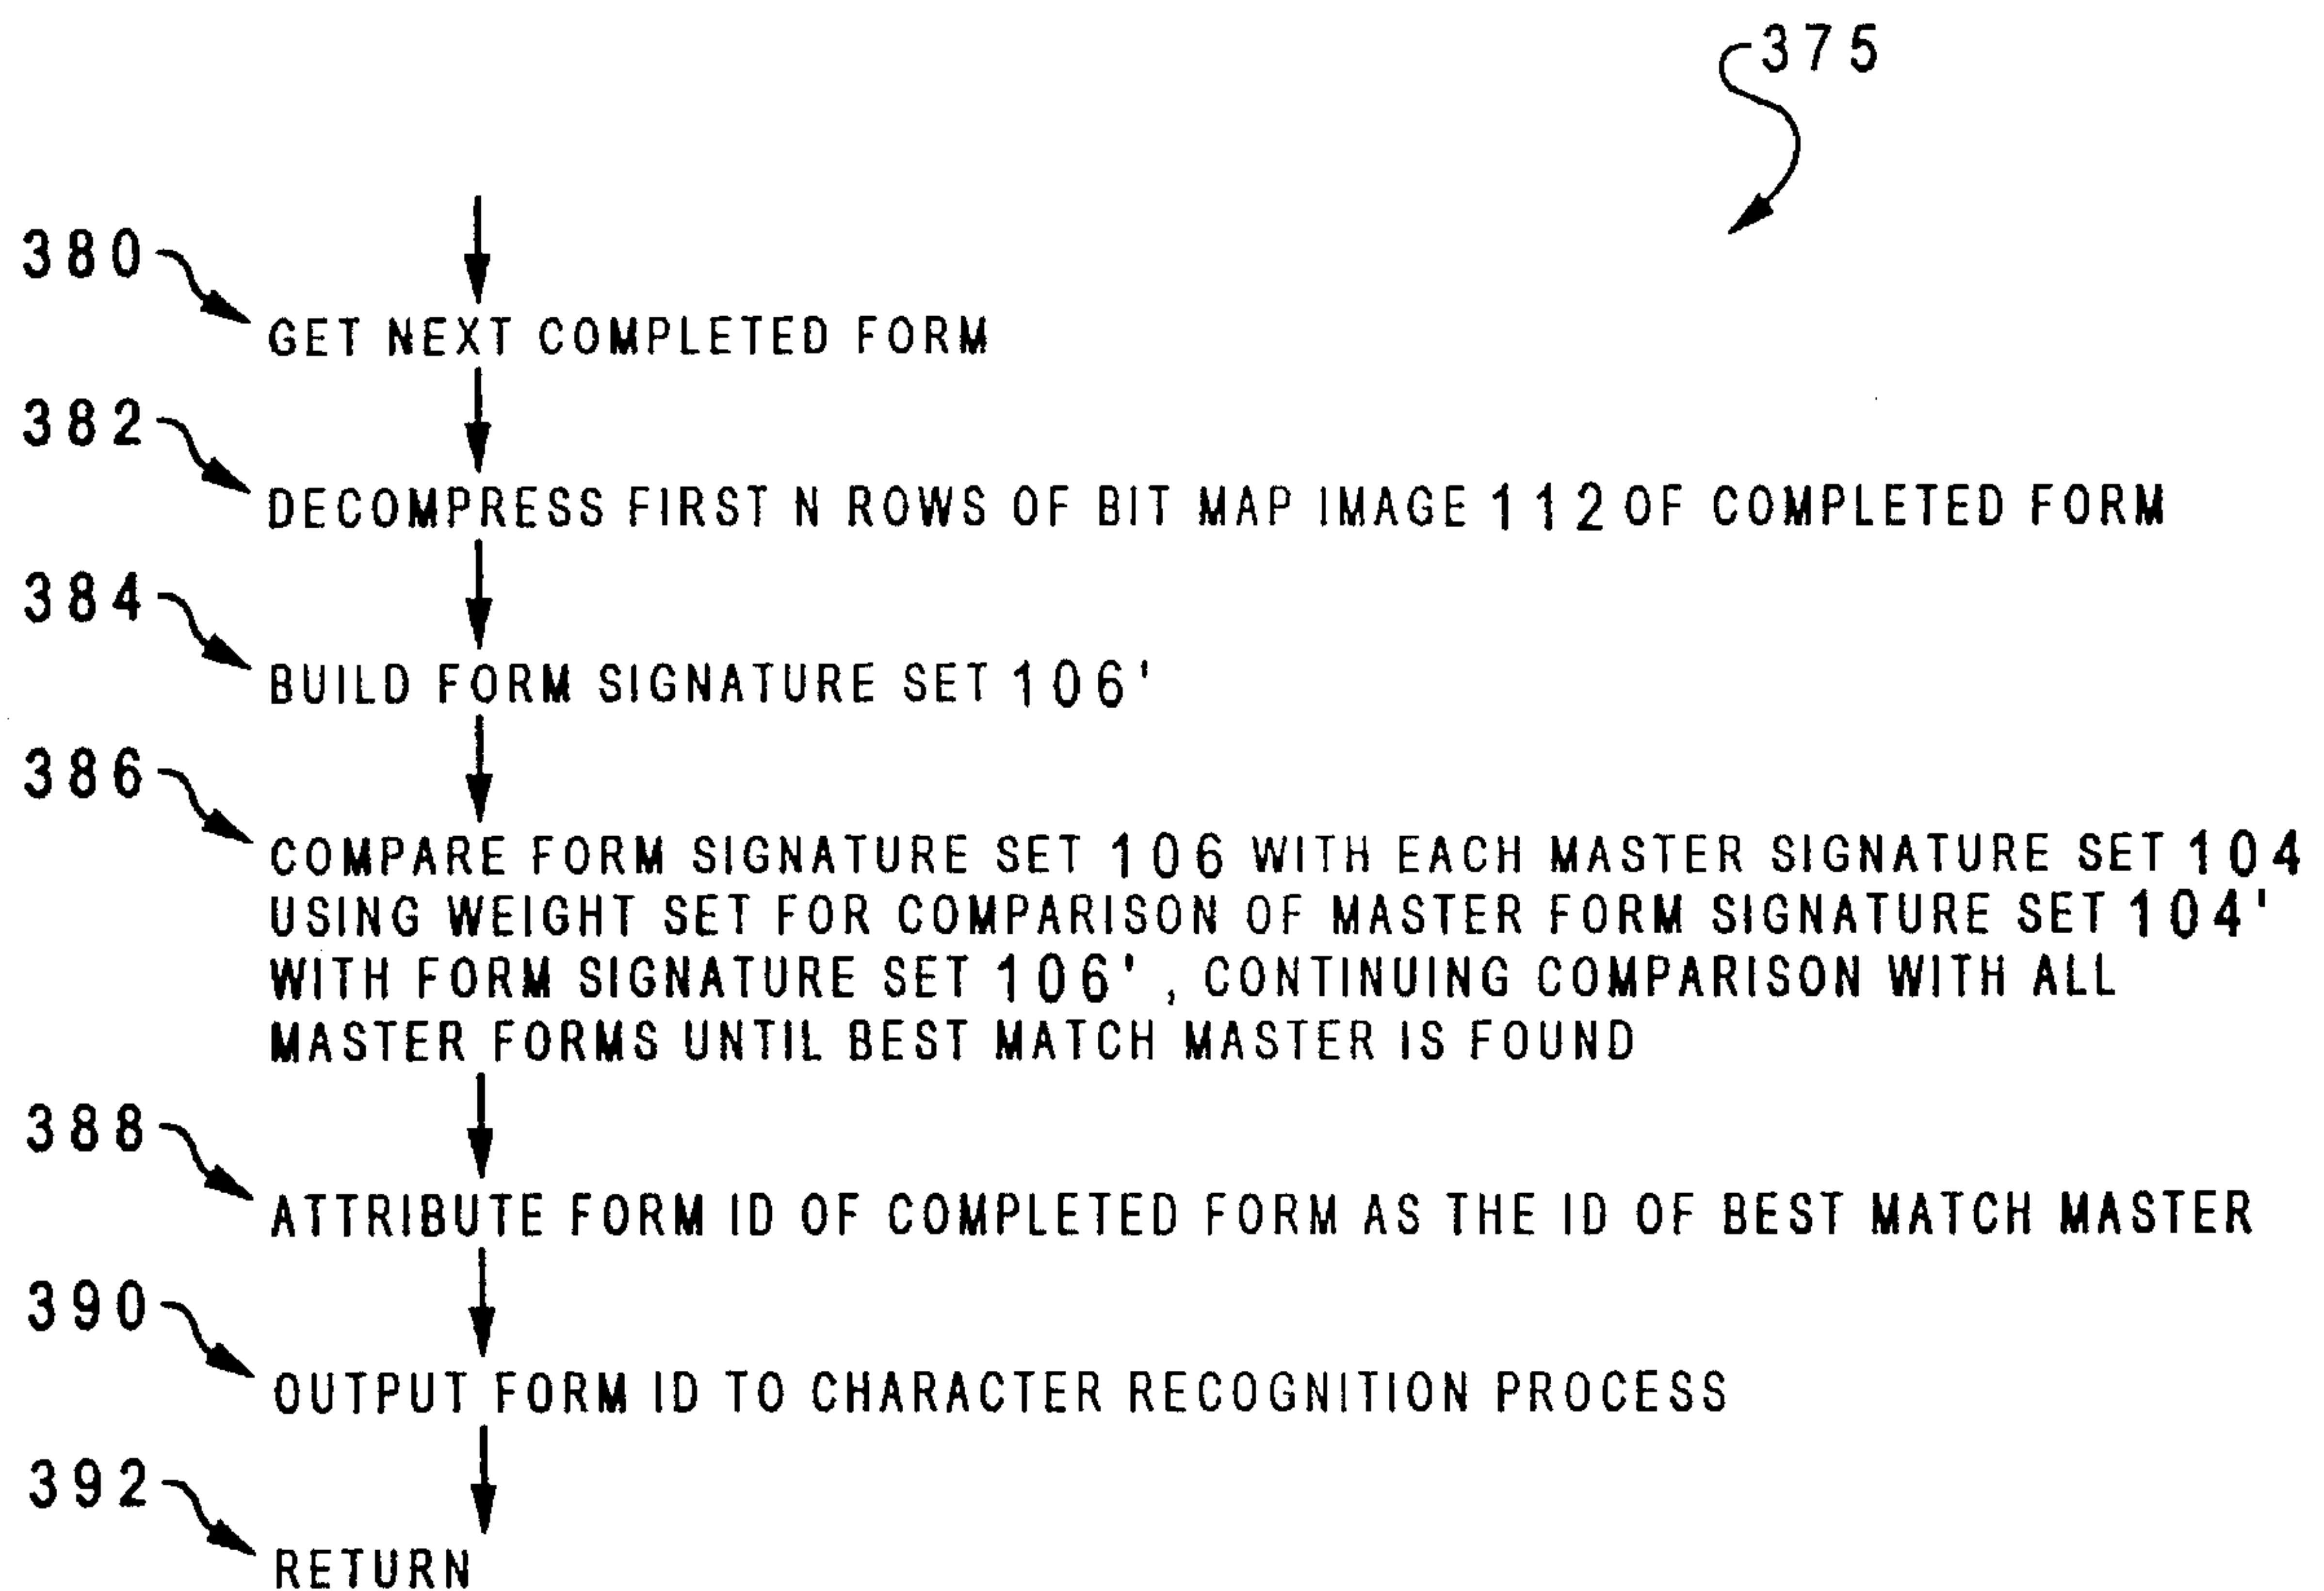 375
380
GET NEXT COMPLETED FORM
382
DECOMPRESS FIRST N ROWS OF BIT MAP IMAGE 112 OF COMPLETED FORM
384
BUILD FORM SIGNATURE SET 106'
386
COMPARE FORM SIGNATURE SET 106 WITH EACH MASTER SIGNATURE SET 104
USING WEIGHT SET FOR COMPARISON OF MASTER FORM SIGNATURE SET 104'
WITH FORM SIGNATURE SET 106', CONTINUING COMPARISON WITH ALL
MASTER FORMS UNTIL BEST MATCH MASTER IS FOUND
388
ATTRIBUTE FORM ID OF COMPLETED FORM AS THE ID OF BEST MATCH MASTER
390
OUTPUT FORM ID TO CHARACTER RECOGNITION PROCESS
392
RETURN